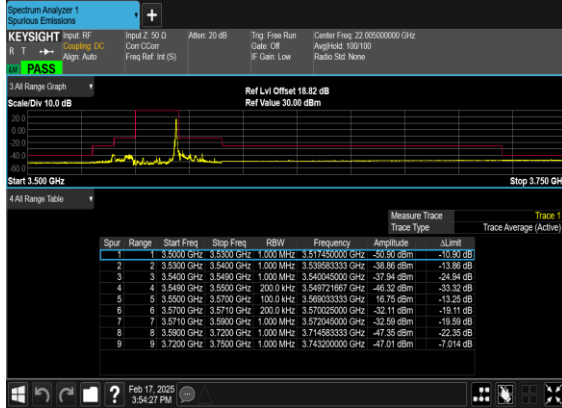 Spectrum Analyzer 1
Spurious Emissions
+
KEYSIGHT Input: RF Input Z: 50 Ω Atten: 20 dB Trig: Free Run Center Freq: 22.005000000 GHz
R T Coupling: DC Corr CCorr Gate: Off Avg|Hold: 100/100
Align: Auto Freq Ref: Int (S) IF Gain: Low Radio Std: None
PASS
3 All Range Graph
Ref Lvl Offset 18.82 dB
Scale/Div 10.0 dB Ref Value 30.00 dBm
20.0
0.00
-20.0
-40.0
-60.0
Start 3.500 GHz Stop 3.750 GH
4 All Range Table
Measure Trace Trace 1
Trace Type Trace Average (Active)
Spur Range Start Freq Stop Freq RBW Frequency Amplitude ΔLimit
1 1 3.5000 GHz 3.5300 GHz 1.000 MHz 3.517450000 GHz -50.90 dBm -10.90 dB
2 2 3.5300 GHz 3.5400 GHz 1.000 MHz 3.539583333 GHz -38.86 dBm -13.86 dB
3 3 3.5400 GHz 3.5490 GHz 1.000 MHz 3.540045000 GHz -37.94 dBm -24.94 dB
4 4 3.5490 GHz 3.5500 GHz 200.0 kHz 3.549721667 GHz -46.32 dBm -33.32 dB
5 5 3.5500 GHz 3.5700 GHz 100.0 kHz 3.569033333 GHz 16.75 dBm -13.25 dB
6 6 3.5700 GHz 3.5710 GHz 200.0 kHz 3.570025000 GHz -32.11 dBm -19.11 dB
7 7 3.5710 GHz 3.5900 GHz 1.000 MHz 3.572045000 GHz -32.59 dBm -19.59 dB
8 8 3.5900 GHz 3.7200 GHz 1.000 MHz 3.714583333 GHz -47.35 dBm -22.35 dB
9 9 3.7200 GHz 3.7500 GHz 1.000 MHz 3.743200000 GHz -47.01 dBm -7.014 dB
? Feb 17, 2025
3:54:27 PM